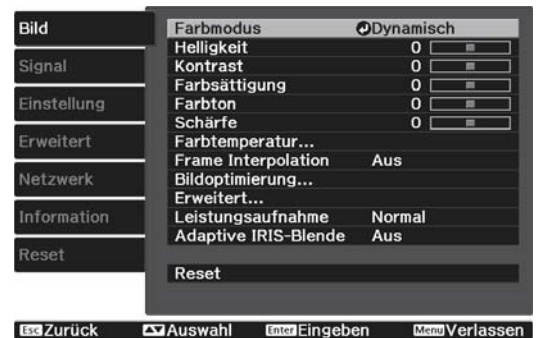 Bild
Signal
Einstellung
Erweitert
Netzwerk
Information
Reset
Farbmodus Dynamisch
Helligkeit 0
Kontrast 0
Farbsättigung 0
Farbton 0
Schärfe 0
Farbtemperatur...
Frame Interpolation Aus
Bildoptimierung...
Erweitert...
Leistungsaufnahme Normal
Adaptive IRIS-Blende Aus
Reset
Esc Zurück Auswahl Enter Eingeben Menu Verlassen